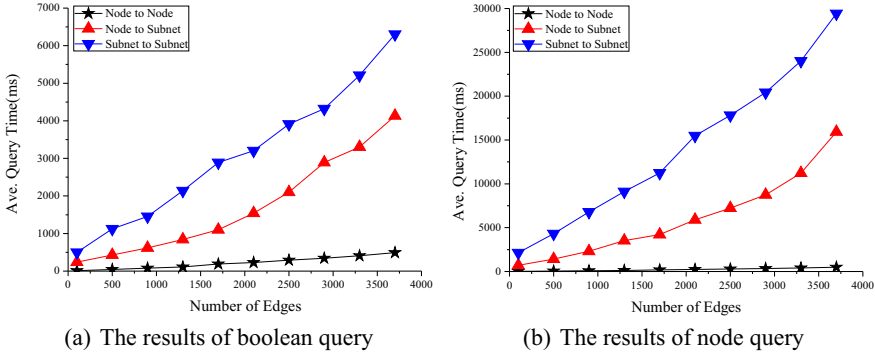 Node to Node
Node to Subnet
Subnet to Subnet
7000
6000
5000
4000
3000
2000
1000
0
Ave. Query Time(ms)
0 500 1000 1500 2000 2500 3000 3500 4000
Number of Edges
(a) The results of boolean query
Node to Node
Node to Subnet
Subnet to Subnet
30000
25000
20000
15000
10000
5000
0
Ave. Query Time(ms)
0 500 1000 1500 2000 2500 3000 3500 4000
Number of Edges
(b) The results of node query